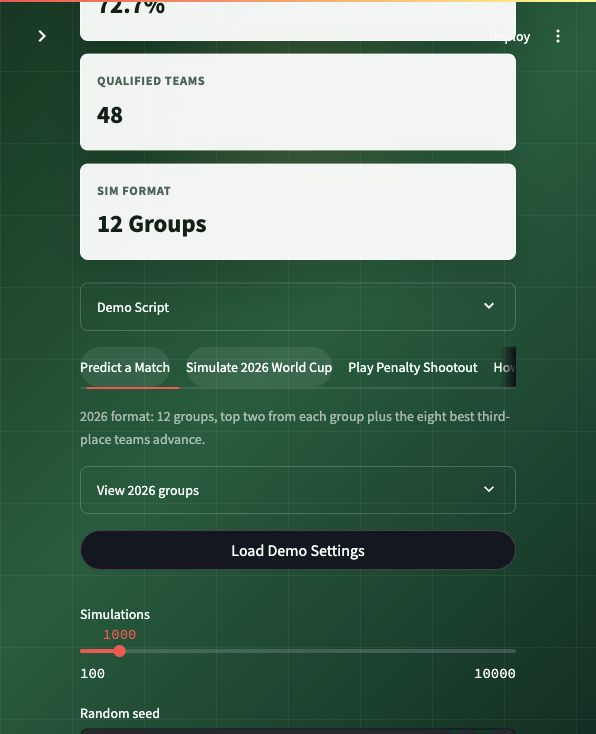 72.7%
Deploy
QUALIFIED TEAMS
48
SIM FORMAT
12 Groups
Demo Script
Predict a Match Simulate 2026 World Cup Play Penalty Shootout How
2026 format: 12 groups, top two from each group plus the eight best third-
place teams advance.
View 2026 groups
Load Demo Settings
Simulations
1000
100 10000
Random seed